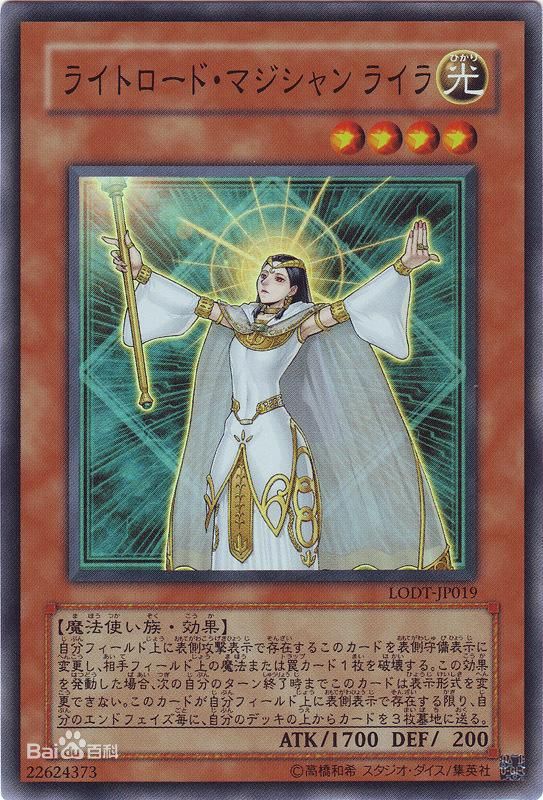 ライトロード・マジシャン ライラ
光
ひかり
LODT-JP019
【魔法使い族・効果】
自分フィールド上に表側攻撃表示で存在するこのカードを表側守備表示に
変更し、相手フィールド上の魔法または罠カード1枚を破壊する。この効果
を発動した場合、次の自分のターン終了時までこのカードは表示形式を変
更できない。このカードが自分フィールド上に表側表示で存在する限り、自
分のエンドフェイズ毎に、自分のデッキの上からカードを3枚墓地に送る。
ATK/1700 DEF/ 200
Bai 百科
22624373
©高橋和希 スタジオ・ダイス/集英社